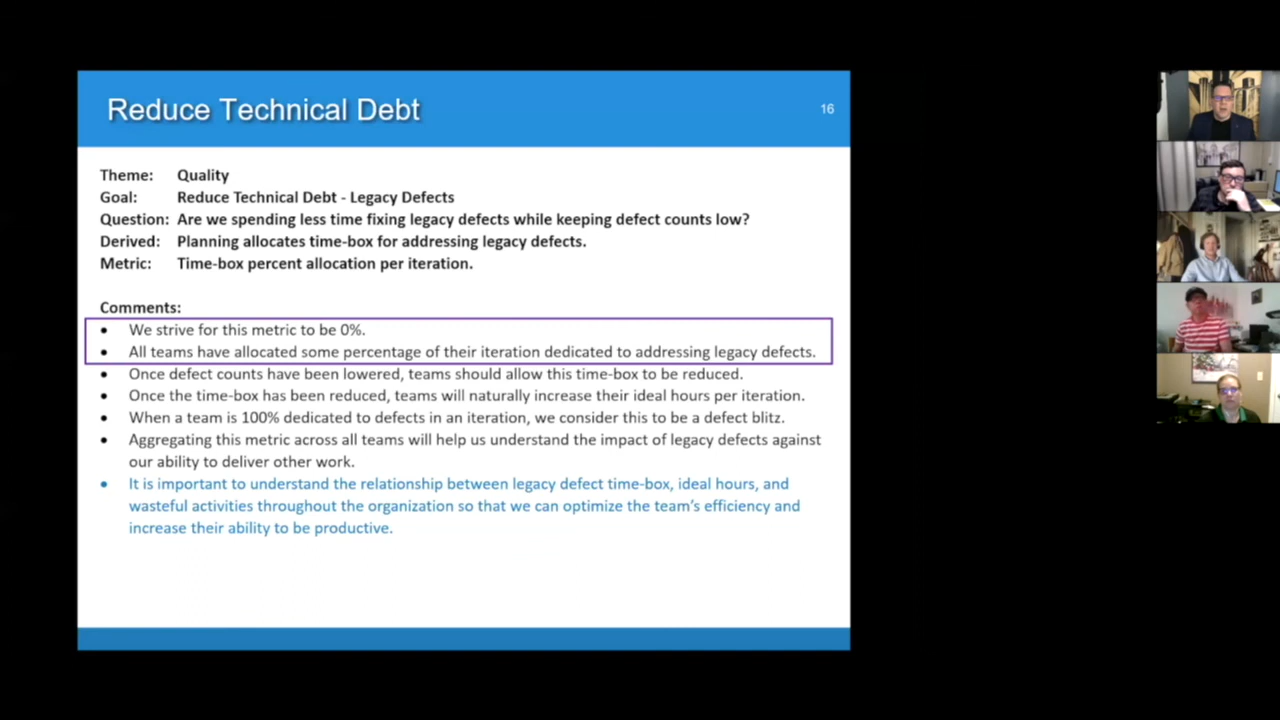 Reduce Technical Debt
16
Theme: Quality
Goal: Reduce Technical Debt - Legacy Defects
Question: Are we spending less time fixing legacy defects while keeping defect counts low?
Derived: Planning allocates time-box for addressing legacy defects.
Metric: Time-box percent allocation per iteration.
Comments:
• We strive for this metric to be 0%.
• All teams have allocated some percentage of their iteration dedicated to addressing legacy defects.
• Once defect counts have been lowered, teams should allow this time-box to be reduced.
• Once the time-box has been reduced, teams will naturally increase their ideal hours per iteration.
• When a team is 100% dedicated to defects in an iteration, we consider this to be a defect blitz.
• Aggregating this metric across all teams will help us understand the impact of legacy defects against
our ability to deliver other work.
• It is important to understand the relationship between legacy defect time-box, ideal hours, and
wasteful activities throughout the organization so that we can optimize the team’s efficiency and
increase their ability to be productive.